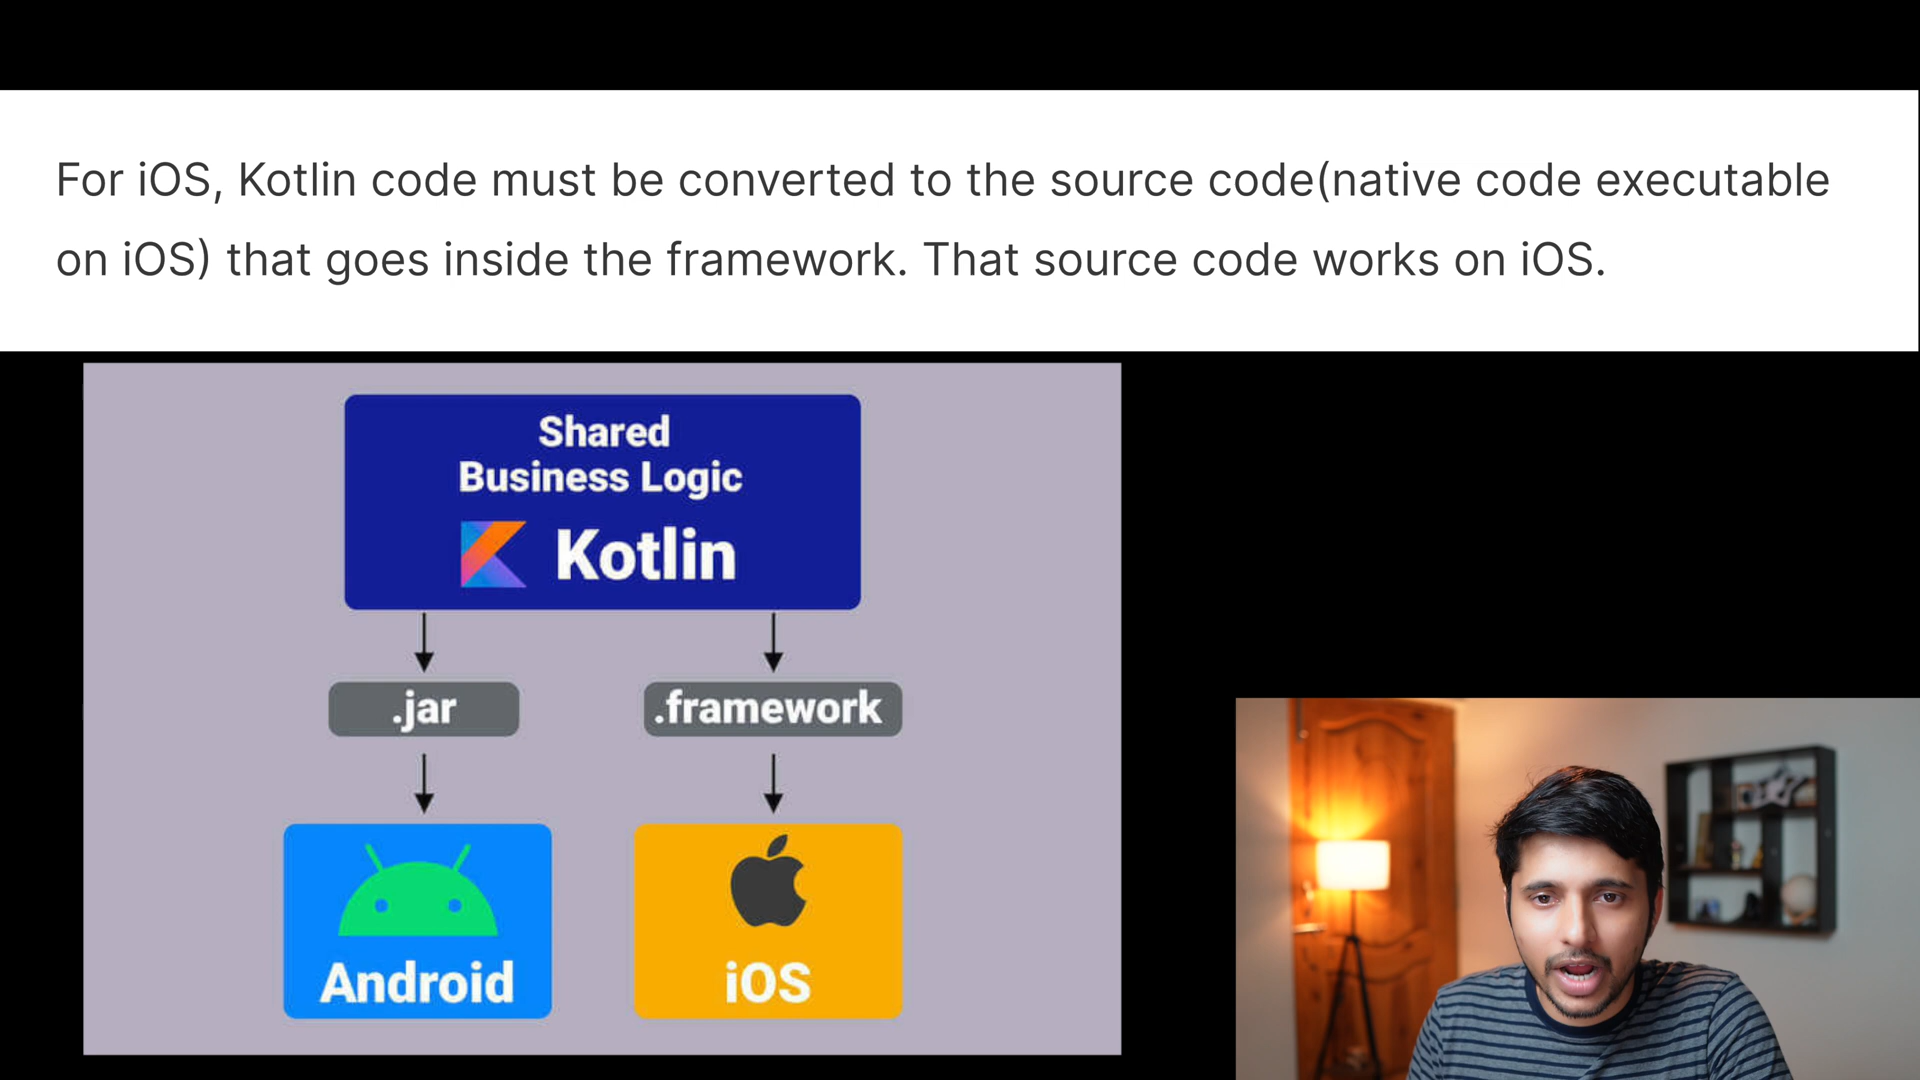 For iOS, Kotlin code must be converted to the source code(native code executable
on iOS) that goes inside the framework. That source code works on iOS.
Shared
Business Logic
Kotlin
.jar
.framework
Android
iOS